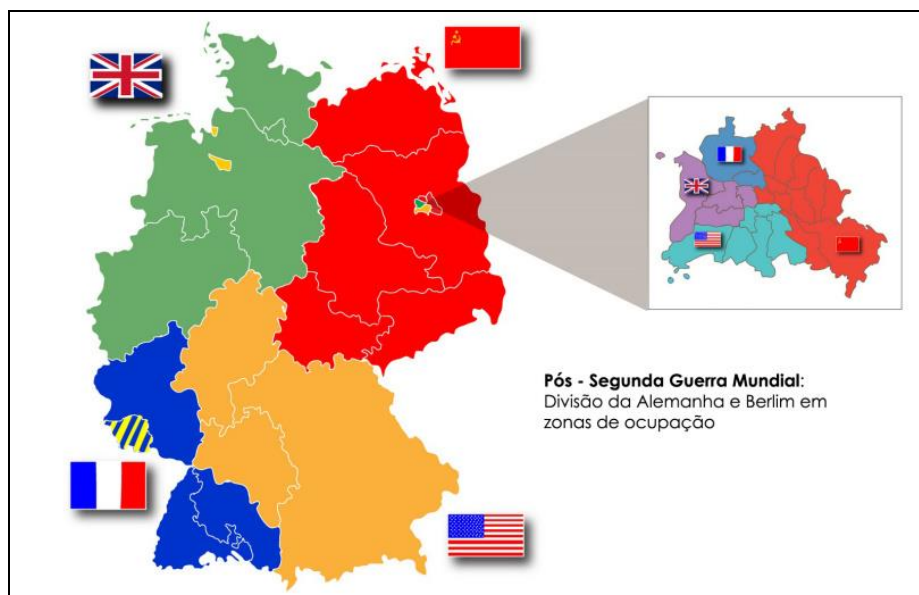 Pós - Segunda Guerra Mundial:
Divisão da Alemanha e Berlim em
zonas de ocupação